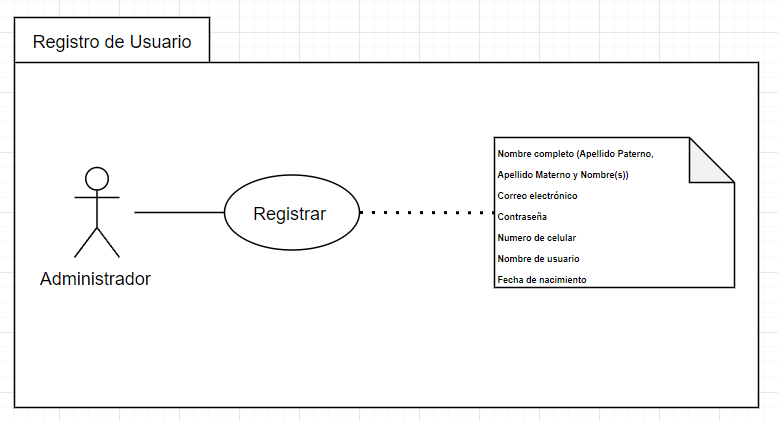 Registro de Usuario
Administrador
Registrar
Nombre completo (Apellido Paterno,
Apellido Materno y Nombre(s))
Correo electrónico
Contraseña
Numero de celular
Nombre de usuario
Fecha de nacimiento